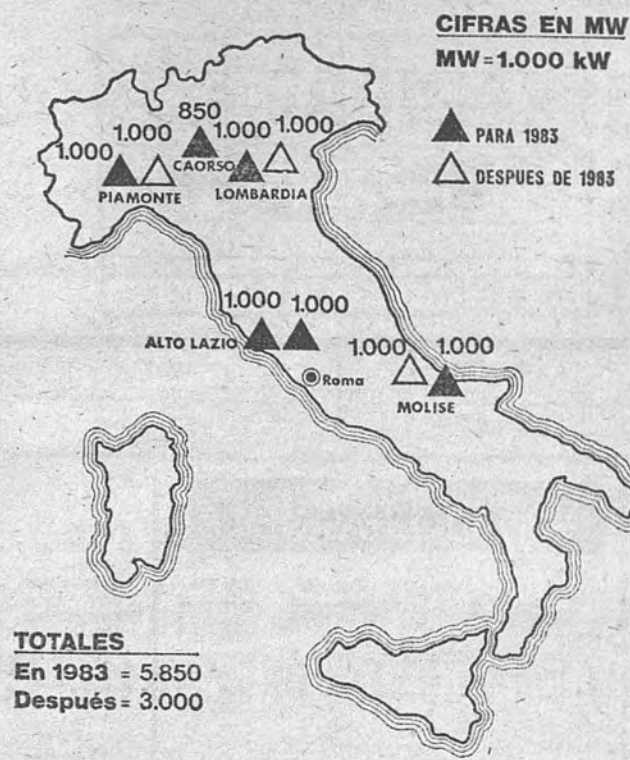 CIFRAS EN MW
MW = 1.000 kW
PARA 1983
DESPUES DE 1983
850
1.000 1.000 1.000 1.000
CAORSO
PIAMONTE LOMBARDIA
1.000 1.000
ALTO LAZIO
1.000 1.000
Roma
MOLISE
TOTALES
En 1983 = 5.850
Después = 3.000